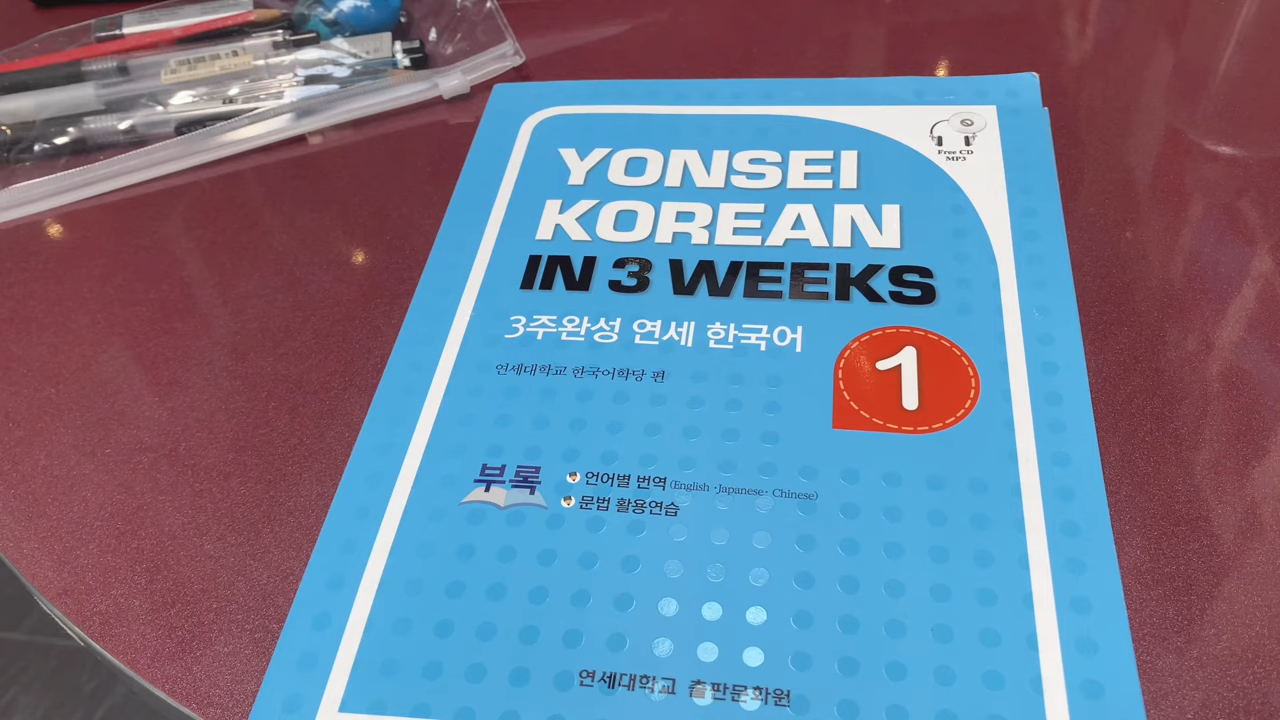 Free CD
MP3
YONSEI
KOREAN
IN 3 WEEKS
3주완성 연세 한국어
1
연세대학교 한국어학당 편
부록
언어별 번역 (English · Japanese · Chinese)
문법 활용연습
연세대학교 출판문화원